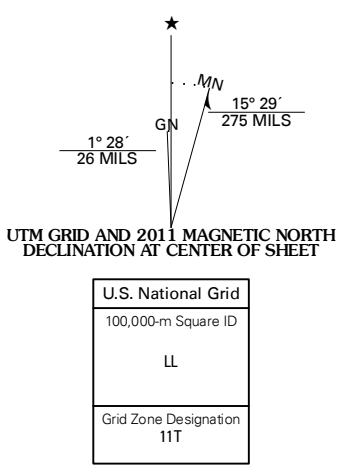 ★
MN
GN
15° 29´
275 MILS
1° 28´
26 MILS
UTM GRID AND 2011 MAGNETIC NORTH
DECLINATION AT CENTER OF SHEET
U.S. National Grid
100,000-m Square ID
LL
Grid Zone Designation
11T